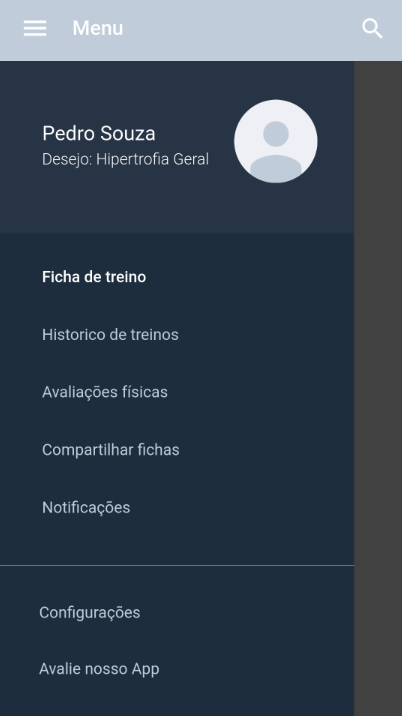 Menu
Pedro Souza
Desejo: Hipertrofia Geral
Ficha de treino
Historico de treinos
Avaliações físicas
Compartilhar fichas
Notificações
Configurações
Avalie nosso App